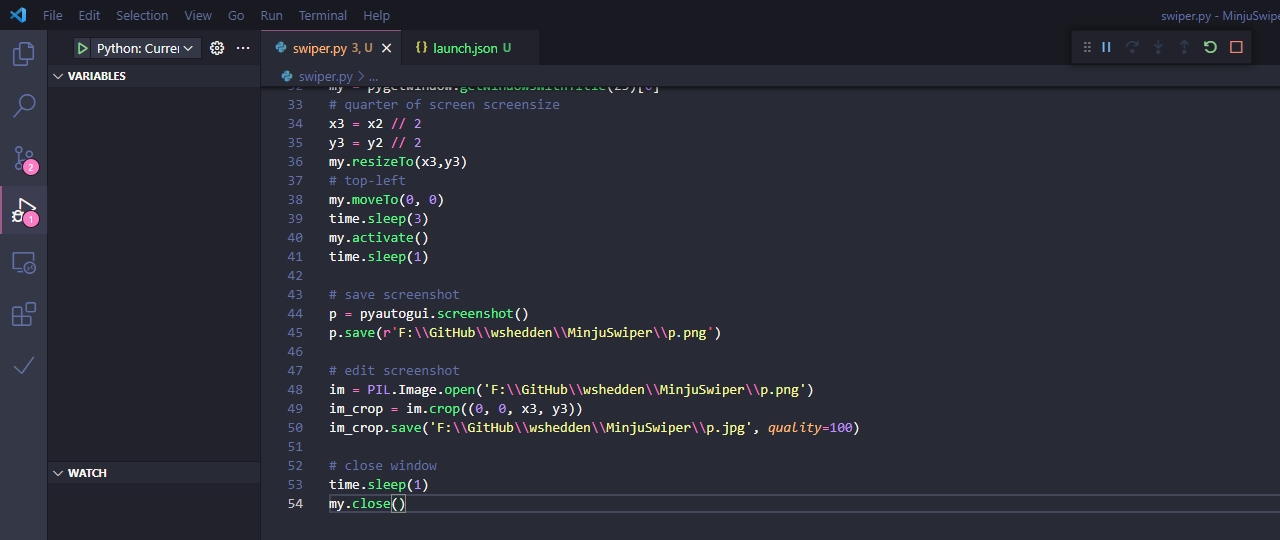 File Edit Selection View Go Run Terminal Help
swiper.py - MinjuSwipe
Python: Curre
swiper.py 3, U
{} launch.json U
VARIABLES
swiper.py > ...
33 # quarter of screen screensize
34 x3 = x2 // 2
35 y3 = y2 // 2
36 my.resizeTo(x3,y3)
37 # top-left
38 my.moveTo(0, 0)
39 time.sleep(3)
40 my.activate()
41 time.sleep(1)
42
43 # save screenshot
44 p = pyautogui.screenshot()
45 p.save(r'F:\\GitHub\\wshedden\\MinjuSwiper\\p.png')
46
47 # edit screenshot
48 im = PIL.Image.open('F:\\GitHub\\wshedden\\MinjuSwiper\\p.png')
49 im_crop = im.crop((0, 0, x3, y3))
50 im_crop.save('F:\\GitHub\\wshedden\\MinjuSwiper\\p.jpg', quality=100)
51
52 # close window
53 time.sleep(1)
54 my.close()
2
1
WATCH